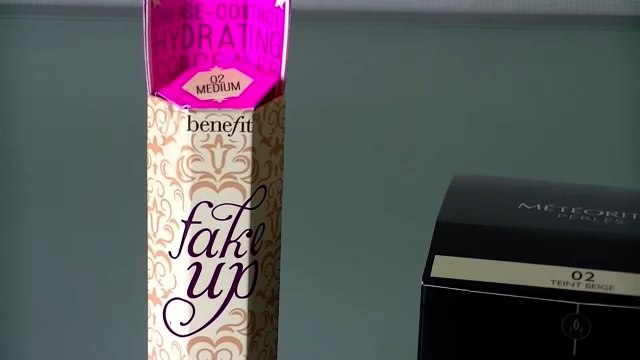 HYDRATING
02
MEDIUM
benefit
fake
up
MÉTÉORIT
PERLES
02
TEINT BEIGE